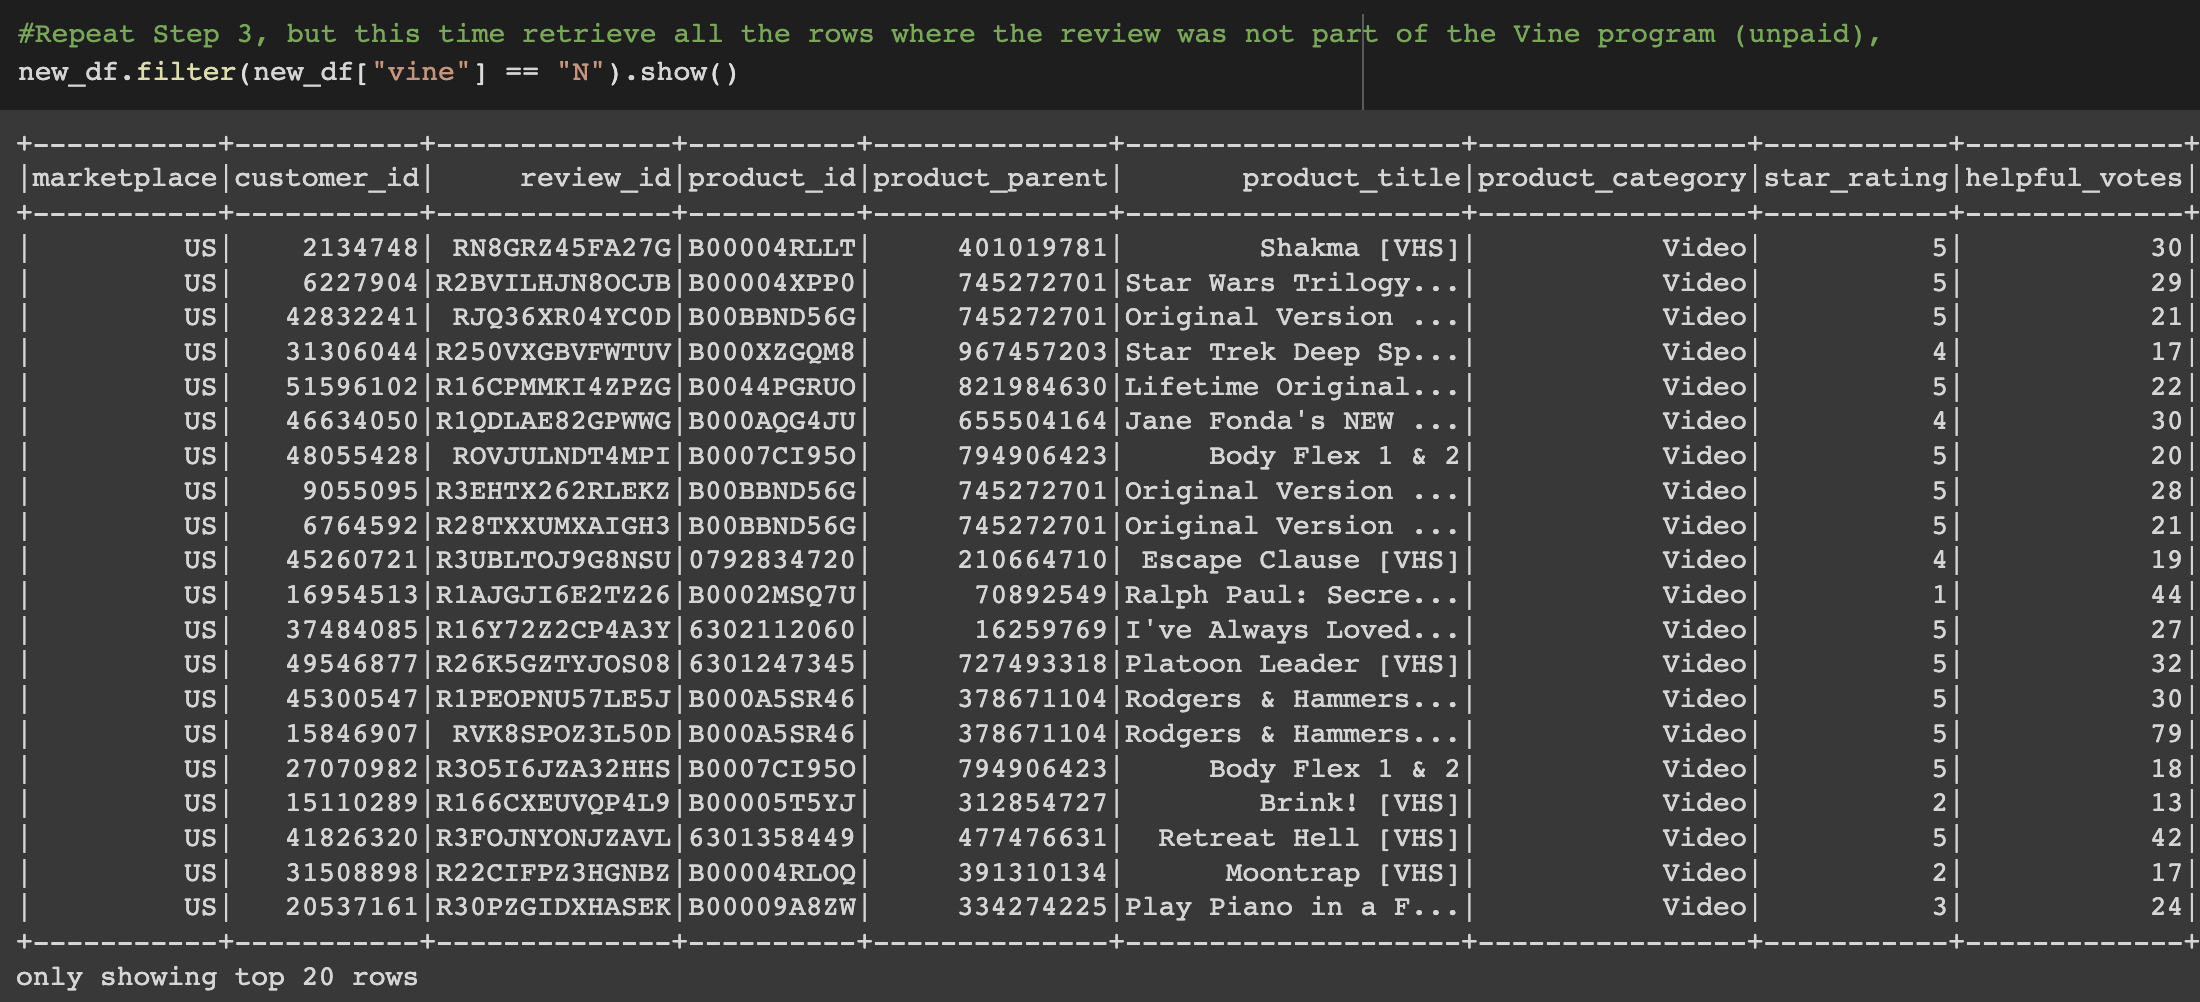 #Repeat Step 3, but this time retrieve all the rows where the review was not part of the Vine program (unpaid),
new_df.filter(new_df["vine"] == "N").show()
+-----------+-----------+--------------+----------+--------------+--------------------+----------------+-----------+-------------+
|marketplace|customer_id|     review_id|product_id|product_parent|       product_title|product_category|star_rating|helpful_votes|
+-----------+-----------+--------------+----------+--------------+--------------------+----------------+-----------+-------------+
|         US|    2134748| RN8GRZ45FA27G|B00004RLLT|     401019781|        Shakma [VHS]|           Video|          5|           30|
|         US|    6227904|R2BVILHJN8OCJB|B00004XPP0|     745272701|Star Wars Trilogy...|           Video|          5|           29|
|         US|   42832241| RJQ36XR04YC0D|B00BBND56G|     745272701|Original Version ...|           Video|          5|           21|
|         US|   31306044|R250VXGBVFWTUV|B000XZGQM8|     967457203|Star Trek Deep Sp...|           Video|          4|           17|
|         US|   51596102|R16CPMMKI4ZPZG|B0044PGRUO|     821984630|Lifetime Original...|           Video|          5|           22|
|         US|   46634050|R1QDLAE82GPWWG|B000AQG4JU|     655504164|Jane Fonda's NEW ...|           Video|          4|           30|
|         US|   48055428| ROVJULNDT4MPI|B0007CI95O|     794906423|    Body Flex 1 & 2|           Video|          5|           20|
|         US|    9055095|R3EHTX262RLEKZ|B00BBND56G|     745272701|Original Version ...|           Video|          5|           28|
|         US|    6764592|R28TXXUMXAIGH3|B00BBND56G|     745272701|Original Version ...|           Video|          5|           21|
|         US|   45260721|R3UBLTOJ9G8NSU|0792834720|     210664710| Escape Clause [VHS]|           Video|          4|           19|
|         US|   16954513|R1AJGJI6E2TZ26|B0002MSQ7U|      70892549|Ralph Paul: Secre...|           Video|          1|           44|
|         US|   37484085|R16Y72Z2CP4A3Y|6302112060|      16259769|I've Always Loved...|           Video|          5|           27|
|         US|   49546877|R26K5GZTYJOS08|6301247345|     727493318|Platoon Leader [VHS]|           Video|          5|           32|
|         US|   45300547|R1PEOPNU57LE5J|B000A5SR46|     378671104|Rodgers & Hammers...|           Video|          5|           30|
|         US|   15846907| RVK8SPOZ3L50D|B000A5SR46|     378671104|Rodgers & Hammers...|           Video|          5|           79|
|         US|   27070982|R3O5I6JZA32HHS|B0007CI95O|     794906423|     Body Flex 1 & 2|           Video|          5|           18|
|         US|   15110289|R166CXEUVQP4L9|B00005T5YJ|     312854727|        Brink! [VHS]|           Video|          2|           13|
|         US|   41826320|R3FOJNYONJZAVL|6301358449|     477476631|  Retreat Hell [VHS]|           Video|          5|           42|
|         US|   31508898|R22CIFPZ3HGNBZ|B00004RLOQ|     391310134|      Moontrap [VHS]|           Video|          2|           17|
|         US|   20537161|R30PZGIDXHASEK|B00009A8ZW|     334274225|Play Piano in a F...|           Video|          3|           24|
+-----------+-----------+--------------+----------+--------------+--------------------+----------------+-----------+-------------+
only showing top 20 rows